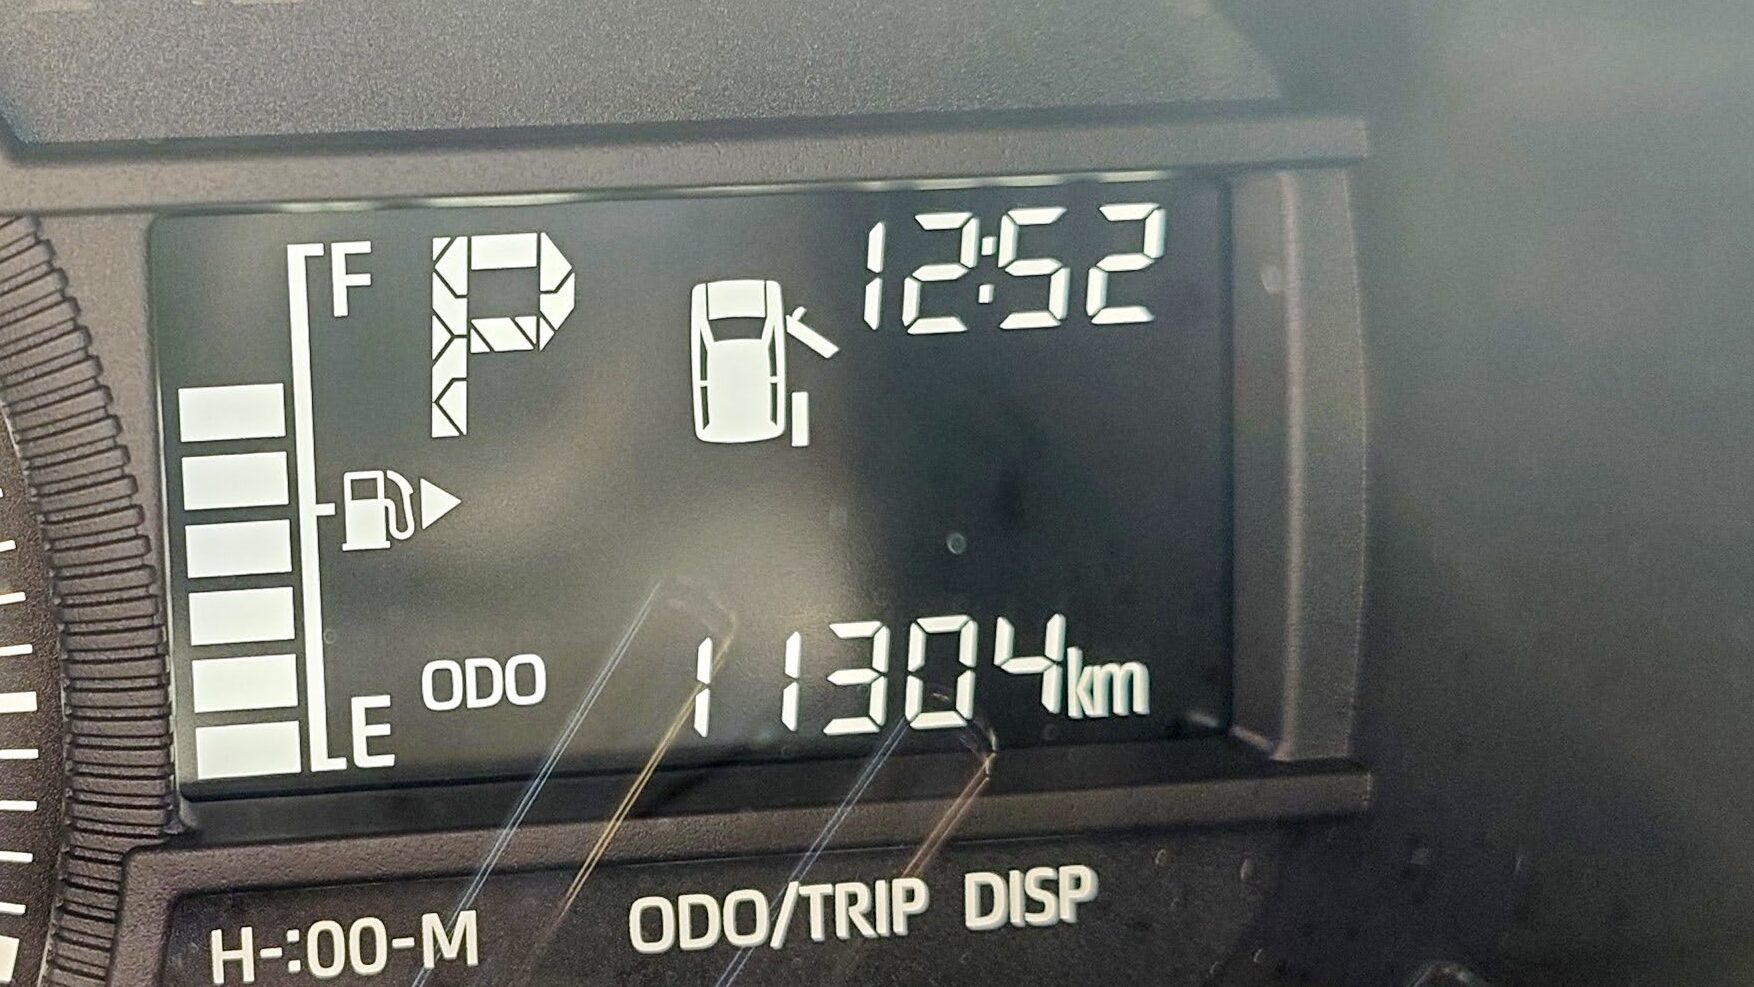 F P 12:52
ODO 11304km
E
H-:00-M ODO/TRIP DISP